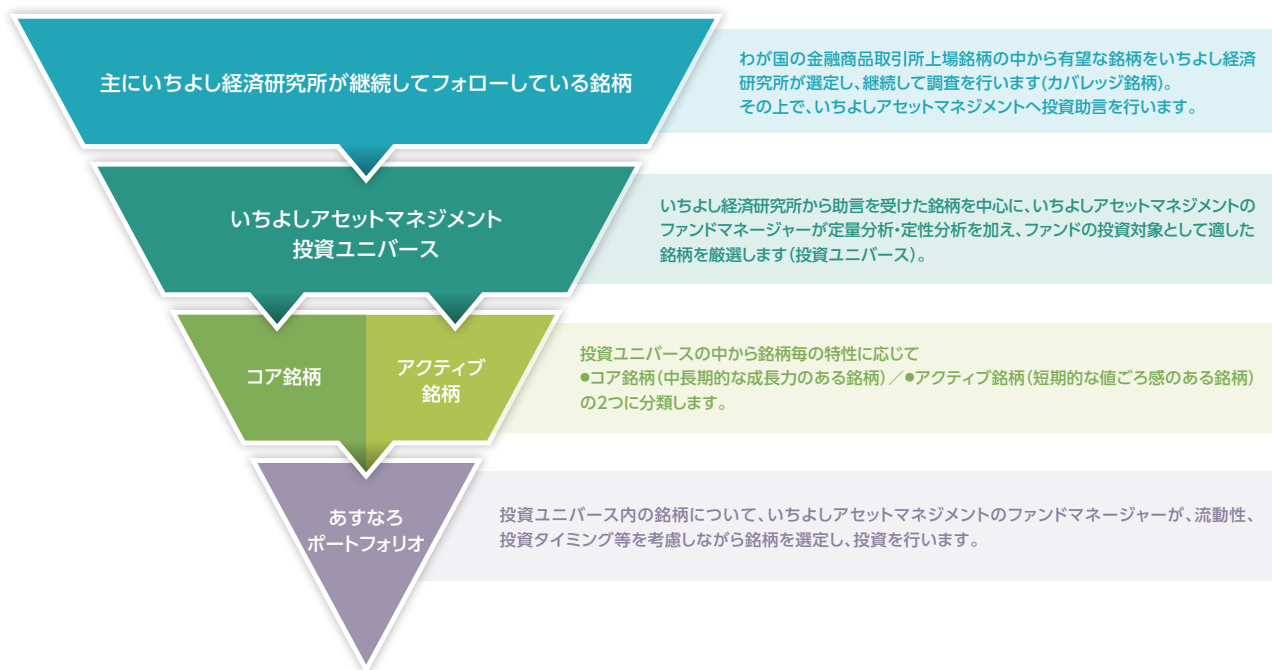 主にいちよし経済研究所が継続してフォローしている銘柄
わが国の金融商品取引所上場銘柄の中から有望な銘柄をいちよし経済
研究所が選定し、継続して調査を行います(カバレッジ銘柄)。
その上で、いちよしアセットマネジメントへ投資助言を行います。
いちよしアセットマネジメント
投資ユニバース
いちよし経済研究所から助言を受けた銘柄を中心に、いちよしアセットマネジメントの
ファンドマネージャーが定量分析・定性分析を加え、ファンドの投資対象として適した
銘柄を厳選します(投資ユニバース)。
コア銘柄
アクティブ
銘柄
投資ユニバースの中から銘柄毎の特性に応じて
●コア銘柄(中長期的な成長力のある銘柄)／●アクティブ銘柄(短期的な値ごろ感のある銘柄)
の2つに分類します。
あすなろ
ポートフォリオ
投資ユニバース内の銘柄について、いちよしアセットマネジメントのファンドマネージャーが、流動性、
投資タイミング等を考慮しながら銘柄を選定し、投資を行います。